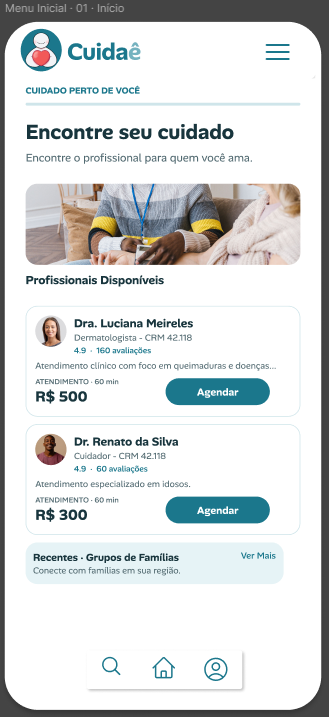 Menu Inicial · 01 · Início
Cuidaê
CUIDADO PERTO DE VOCÊ
Encontre seu cuidado
Encontre o profissional para quem você ama.
Profissionais Disponíveis
Dra. Luciana Meireles
Dermatologista - CRM 42.118
4.9 · 160 avaliações
Atendimento clínico com foco em queimaduras e doenças...
ATENDIMENTO · 60 min
R$ 500
Agendar
Dr. Renato da Silva
Cuidador - CRM 42.118
4.9 · 60 avaliações
Atendimento especializado em idosos.
ATENDIMENTO · 60 min
R$ 300
Agendar
Recentes · Grupos de Famílias
Ver Mais
Conecte com famílias em sua região.